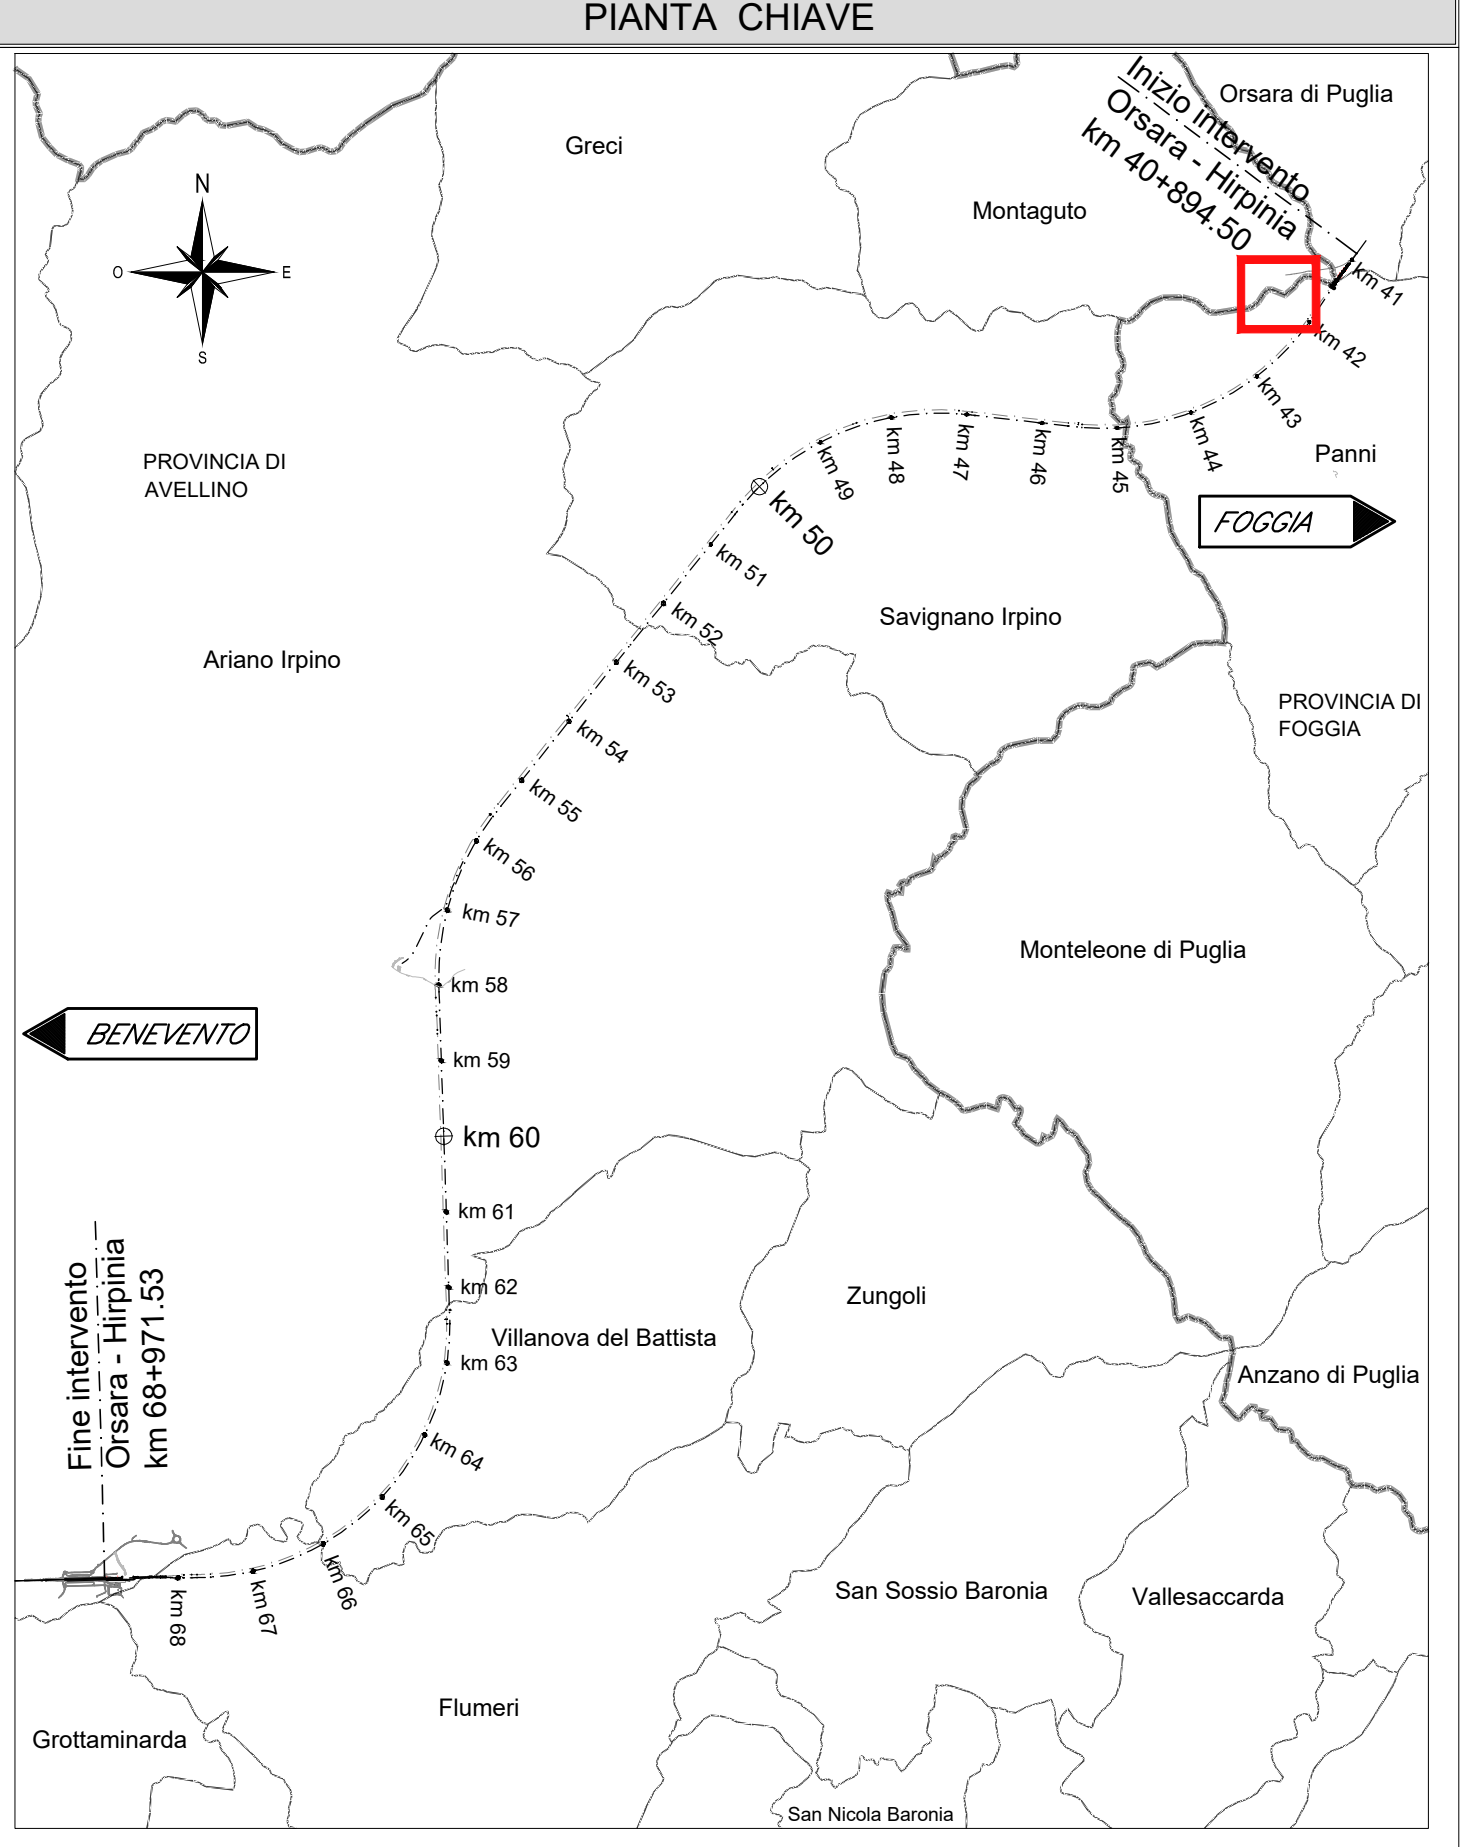 PIANTA CHIAVE
Inizio intervento
Orsara - Hirpinia
km 40+894.50
Orsara di Puglia
Greci
Montaguto
N
O
E
S
km 41
km 42
km 43
km 44
km 45
km 46
km 47
km 48
km 49
km 50
Panni
PROVINCIA DI
AVELLINO
FOGGIA
km 51
km 52
Savignano Irpino
Ariano Irpino
km 53
PROVINCIA DI
FOGGIA
km 54
km 55
km 56
km 57
Monteleone di Puglia
km 58
BENEVENTO
km 59
km 60
km 61
km 62
Zungoli
Villanova del Battista
km 63
Anzano di Puglia
Fine intervento
Orsara - Hirpinia
km 68+971.53
km 64
km 65
km 66
km 67
km 68
San Sossio Baronia
Vallesaccarda
Flumeri
Grottaminarda
San Nicola Baronia